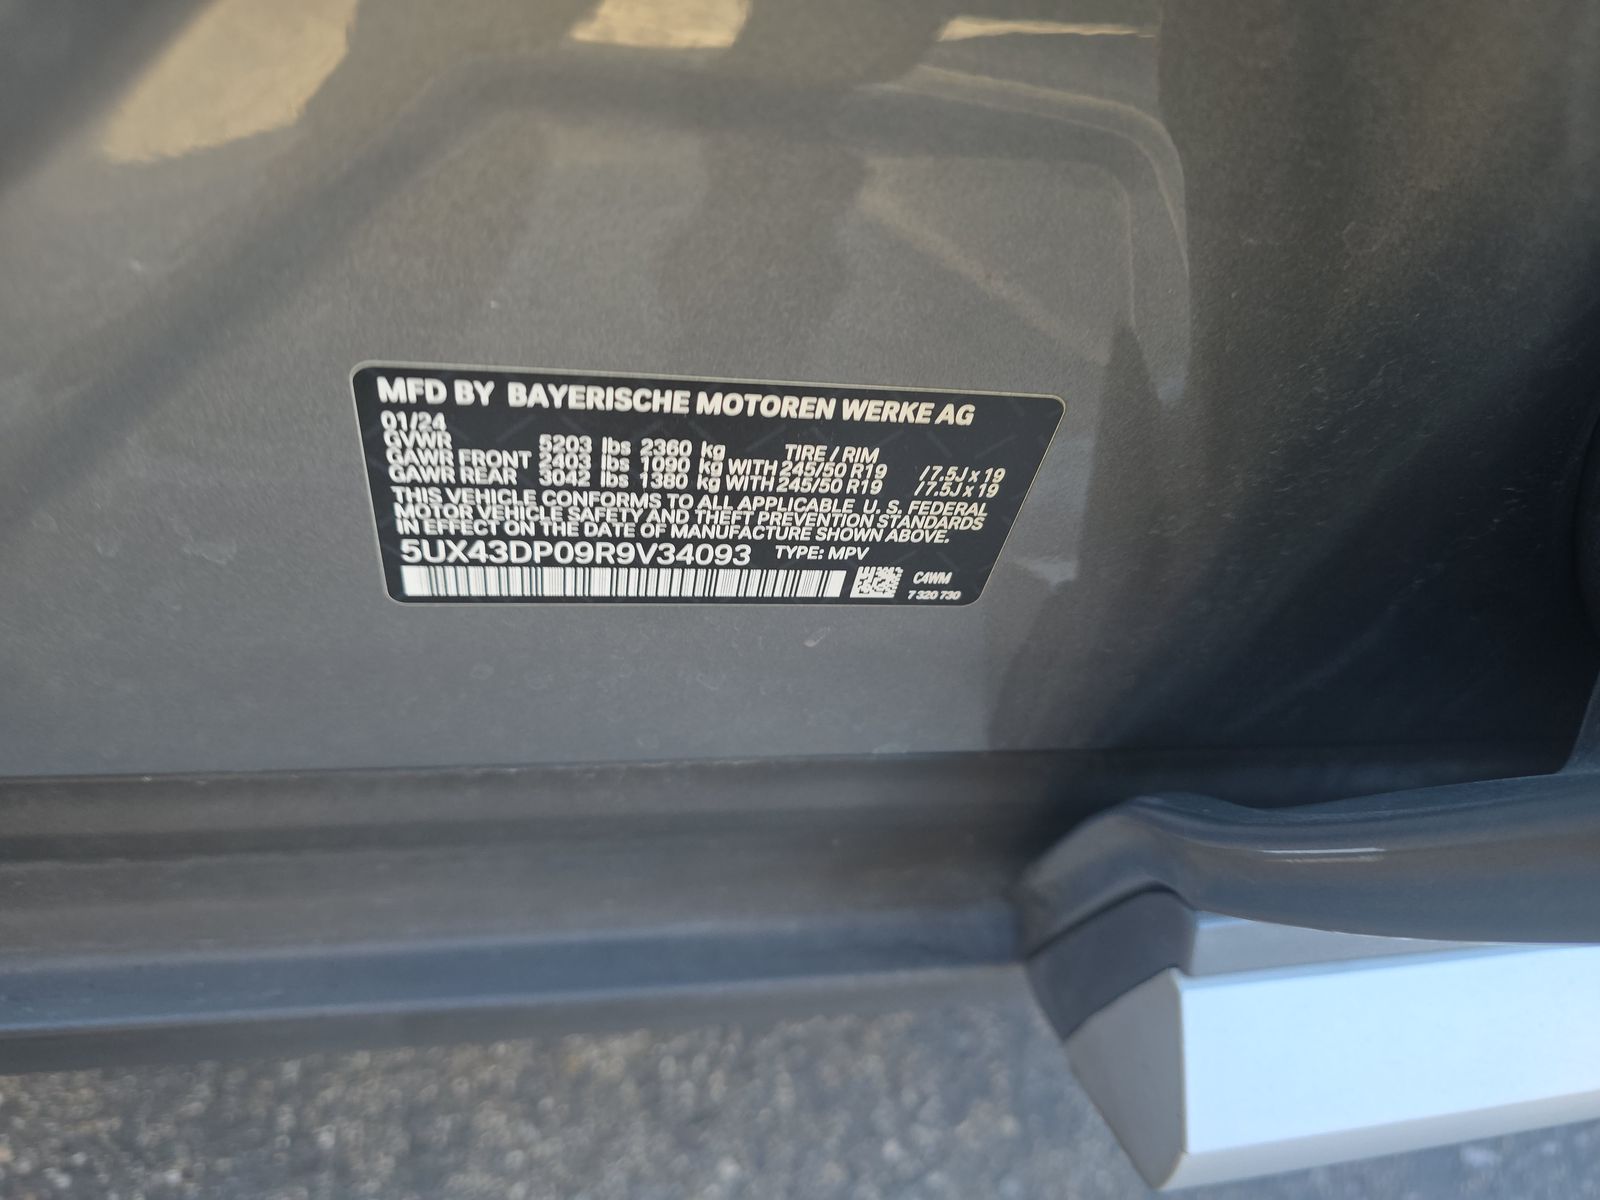 MFD BY BAYERISCHE MOTOREN WERKE AG
01/24
GVWR 5203 lbs 2360 kg TIRE / RIM
GAWR FRONT 2403 lbs 1090 kg WITH 245/50 R19 /7.5J x 19
GAWR REAR 3042 lbs 1380 kg WITH 245/50 R19 /7.5J x 19
THIS VEHICLE CONFORMS TO ALL APPLICABLE U. S. FEDERAL
MOTOR VEHICLE SAFETY AND THEFT PREVENTION STANDARDS
IN EFFECT ON THE DATE OF MANUFACTURE SHOWN ABOVE.
5UX43DP09R9V34093 TYPE: MPV
C4WM
7 320 730